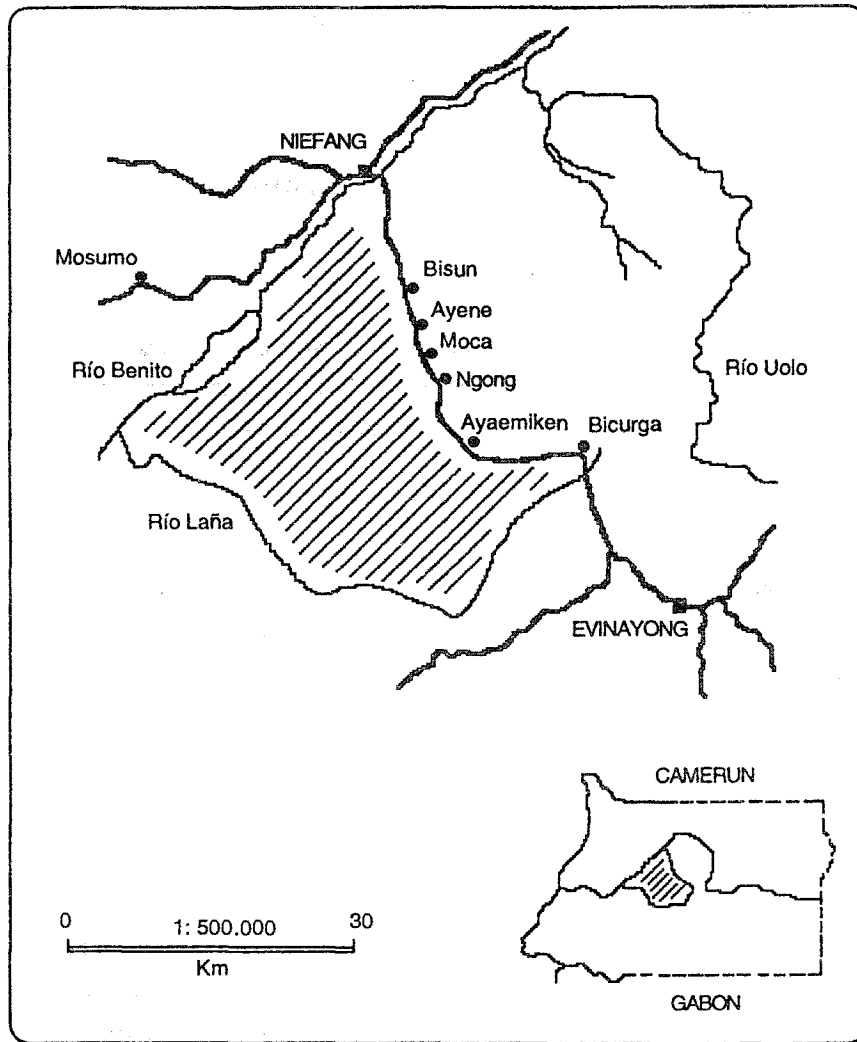 NIEFANG
Mosumo
Bisun
Ayene
Moca
Río Benito
Río Uolo
Ngong
Ayaemiken
Bicurga
Río Laña
EVINAYONG
CAMERUN
0 1: 500.000 30
Km
GABON